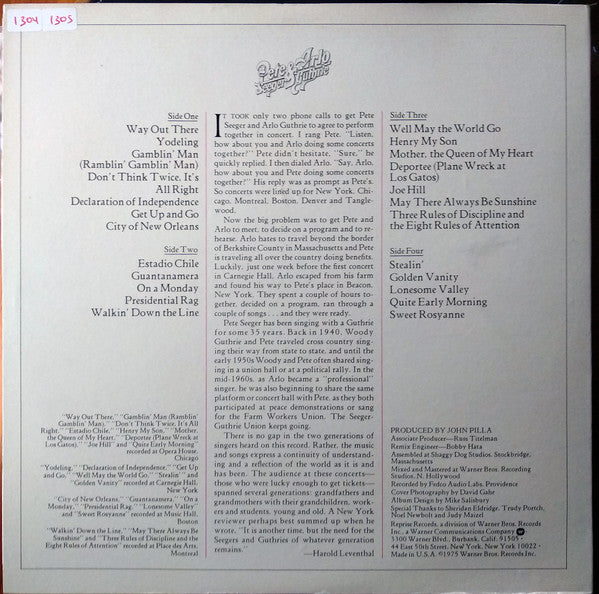 1304 1305
Pete & Arlo
Seeger Guthrie
Side One
Way Out There
Yodeling
Gamblin' Man
(Ramblin' Gamblin' Man)
Don't Think Twice, It's
All Right
Declaration of Independence
Get Up and Go
City of New Orleans
Side Two
Estadio Chile
Guantanamera
On a Monday
Presidential Rag
Walkin' Down the Line
"Way Out There," "Gamblin' Man (Ramblin'
Gamblin' Man)," "Don't Think Twice, It's All
Right," "Estadio Chile," "Henry My Son," "Mother,
the Queen of My Heart," "Deportee (Plane Wreck at
Los Gatos)," "Joe Hill" and "Quite Early Morning"
recorded at Opera House,
Chicago
"Yodeling," "Declaration of Independence," "Get Up
and Go," "Well May the World Go," "Stealin'" and
"Golden Vanity" recorded at Carnegie Hall,
New York
"City of New Orleans," "Guantanamera," "On a
Monday," "Presidential Rag," "Lonesome Valley"
and "Sweet Rosyanne" recorded at Music Hall,
Boston
"Walkin' Down the Line," "May There Always Be
Sunshine" and "Three Rules of Discipline and the
Eight Rules of Attention" recorded at Place des Arts,
Montreal
IT TOOK only two phone calls to get Pete
Seeger and Arlo Guthrie to agree to perform
together in concert. I rang Pete. "Listen,
how about you and Arlo doing some concerts
together?" Pete didn't hesitate, "Sure," he
quickly replied. I then dialed Arlo. "Say, Arlo,
how about you and Pete doing some concerts
together?" His reply was as prompt as Pete's.
So concerts were lined up for New York, Chi-
cago, Montreal, Boston, Denver and Tangle-
wood.
Now the big problem was to get Pete and
Arlo to meet, to decide on a program and to re-
hearse. Arlo hates to travel beyond the border
of Berkshire County in Massachusetts and Pete
is traveling all over the country doing benefits.
Luckily, just one week before the first concert
in Carnegie Hall, Arlo escaped from his farm
and found his way to Pete's place in Beacon,
New York. They spent a couple of hours to-
gether, decided on a program, ran through a
couple of songs...and they were ready.
Pete Seeger has been singing with a Guthrie
for some 35 years. Back in 1940, Woody
Guthrie and Pete traveled cross country sing-
ing their way from state to state, and until the
early 1950s Woody and Pete often shared sing-
ing in a union hall or at a political rally. In the
mid-1960s, as Arlo became a "professional"
singer, he was also beginning to share the same
platform or concert hall with Pete, as they both
participated at peace demonstrations or sang
for the Farm Workers Union. The Seeger-
Guthrie Union keeps going.
There is no gap in the two generations of
singers heard on this record. Rather, the music
and songs express a continuity of understand-
ing and a reflection of the world as it is and
has been. The audience at these concerts—
those who were lucky enough to get tickets—
spanned several generations: grandfathers and
grandmothers with their grandchildren, work-
ers and students, young and old. A New York
reviewer perhaps best summed up when he
wrote, "It is another time, but the need for the
Seegers and Guthries of whatever generation
remains."
—Harold Leventhal
Side Three
Well May the World Go
Henry My Son
Mother, the Queen of My Heart
Deportee (Plane Wreck at
Los Gatos)
Joe Hill
May There Always Be Sunshine
Three Rules of Discipline and
the Eight Rules of Attention
Side Four
Stealin'
Golden Vanity
Lonesome Valley
Quite Early Morning
Sweet Rosyanne
PRODUCED BY JOHN PILLA
Associate Producer—Russ Titelman
Remix Engineer—Bobby Hata
Assembled at Shaggy Dog Studios, Stockbridge,
Massachusetts
Mixed and Mastered at Warner Bros. Recording
Studios, N. Hollywood
Recorded by Fedco Audio Labs, Providence
Cover Photography by David Gahr
Album Design by Mike Salisbury
Special Thanks to Sheridan Eldridge, Trudy Portch,
Noel Newbolt and Judy Maizel
Reprise Records, a division of Warner Bros. Records
Inc., a Warner Communications Company
3300 Warner Blvd., Burbank, Calif. 91505 ·
44 East 50th Street, New York, New York 10022 ·
Made in U.S.A. ©1975 Warner Bros. Records Inc.